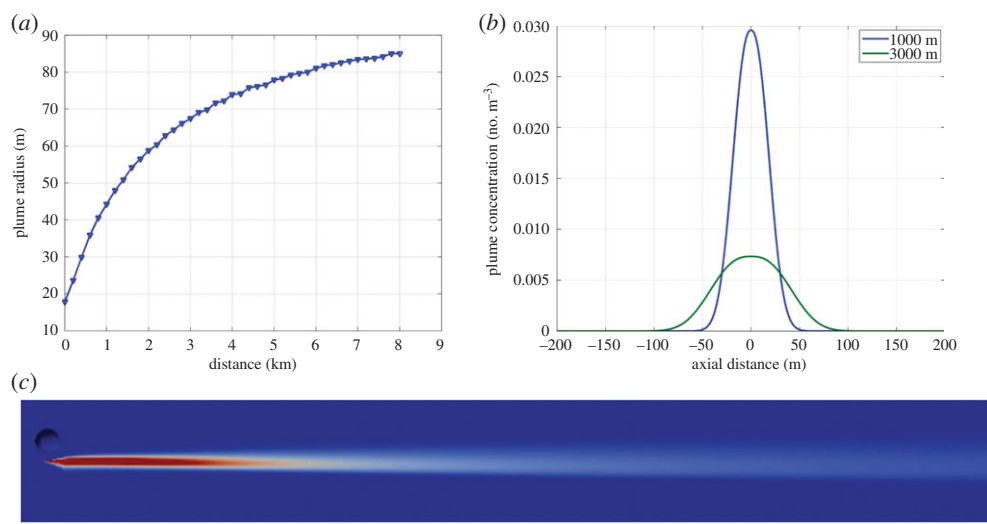 (a)
90
80
70
60
50
40
30
20
10
plume radius (m)
0 1 2 3 4 5 6 7 8 9
distance (km)
(b)
0.030
0.025
0.020
0.015
0.010
0.005
0
plume concentration (no. m⁻³)
1000 m
3000 m
–200 –150 –100 –50 0 50 100 150 200
axial distance (m)
(c)